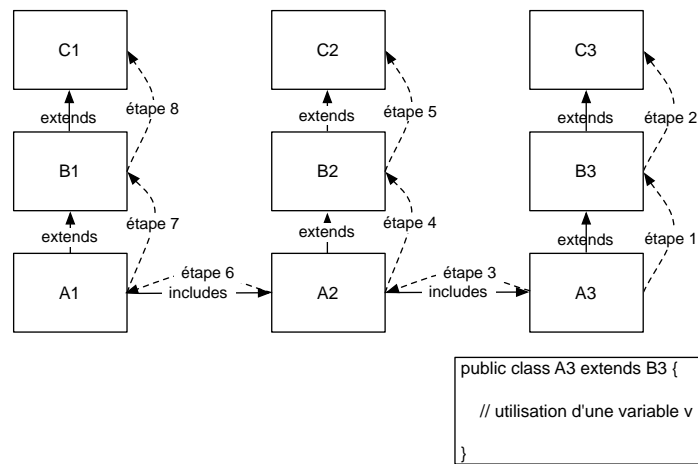 C1
C2
C3
étape 8
étape 5
étape 2
extends
extends
extends
B1
B2
B3
étape 7
étape 4
étape 1
extends
extends
extends
étape 6
étape 3
A1
A2
A3
includes
includes
public class A3 extends B3 {
// utilisation d'une variable v
}